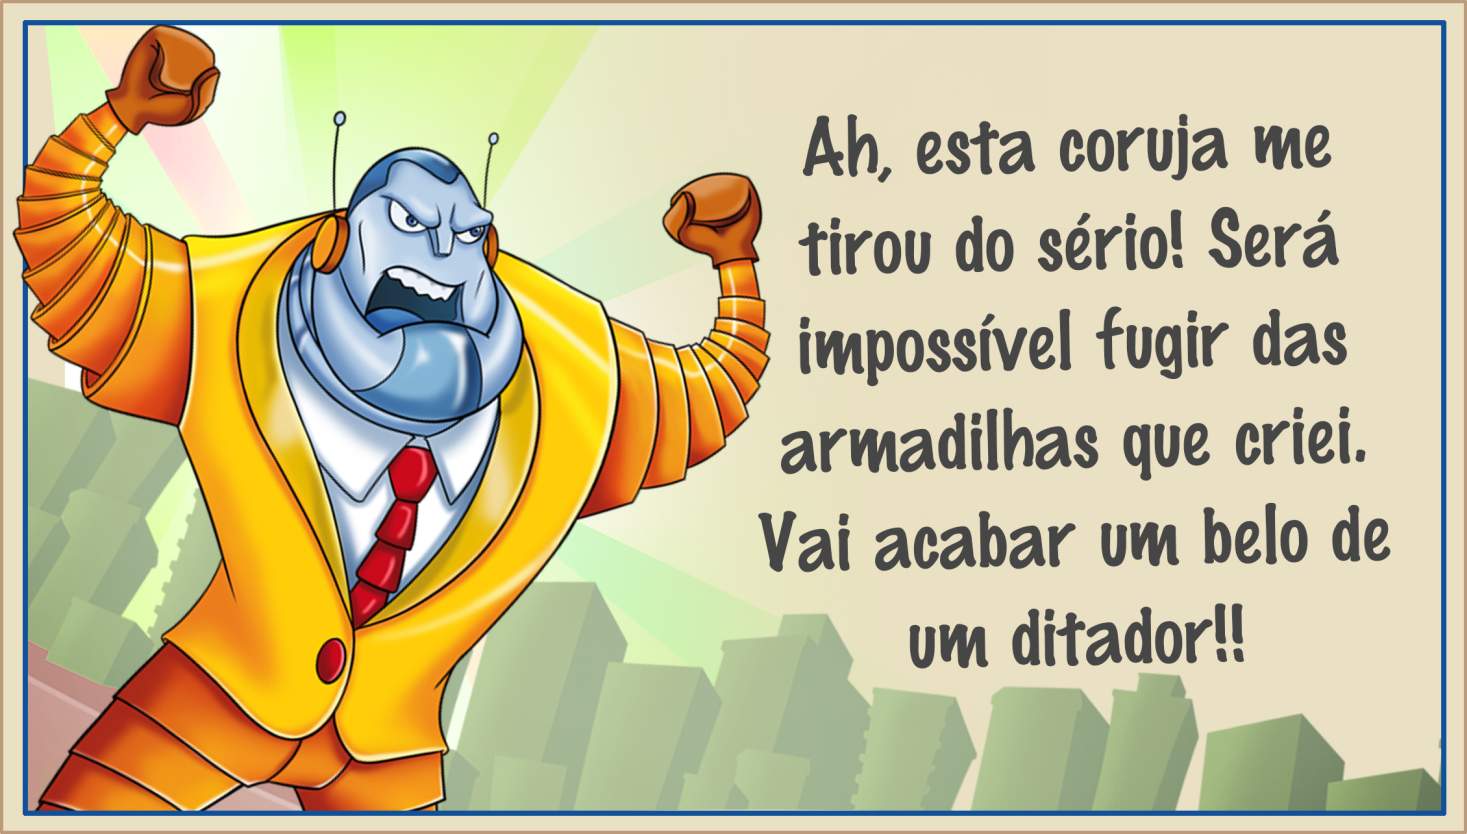 Ah, esta coruja me
tirou do sério! Será
impossível fugir das
armadilhas que criei.
Vai acabar um belo de
um ditador!!